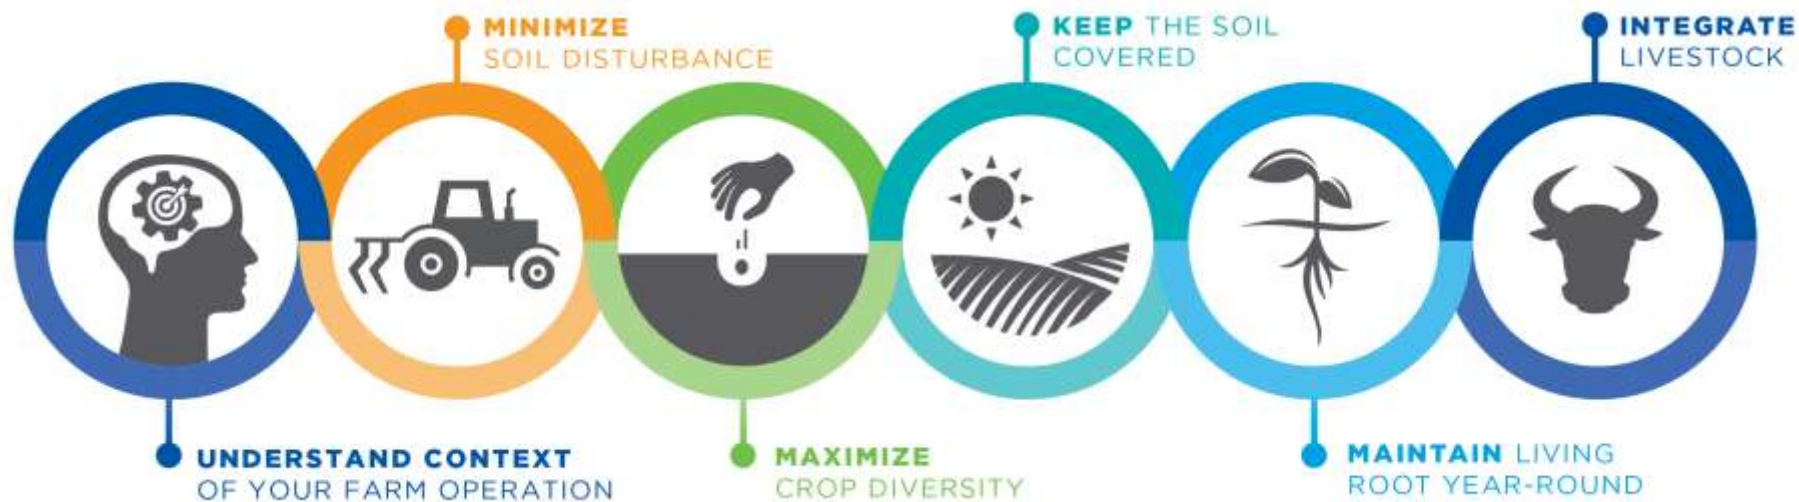 MINIMIZE
SOIL DISTURBANCE
KEEP THE SOIL
COVERED
INTEGRATE
LIVESTOCK
UNDERSTAND CONTEXT
OF YOUR FARM OPERATION
MAXIMIZE
CROP DIVERSITY
MAINTAIN LIVING
ROOT YEAR-ROUND